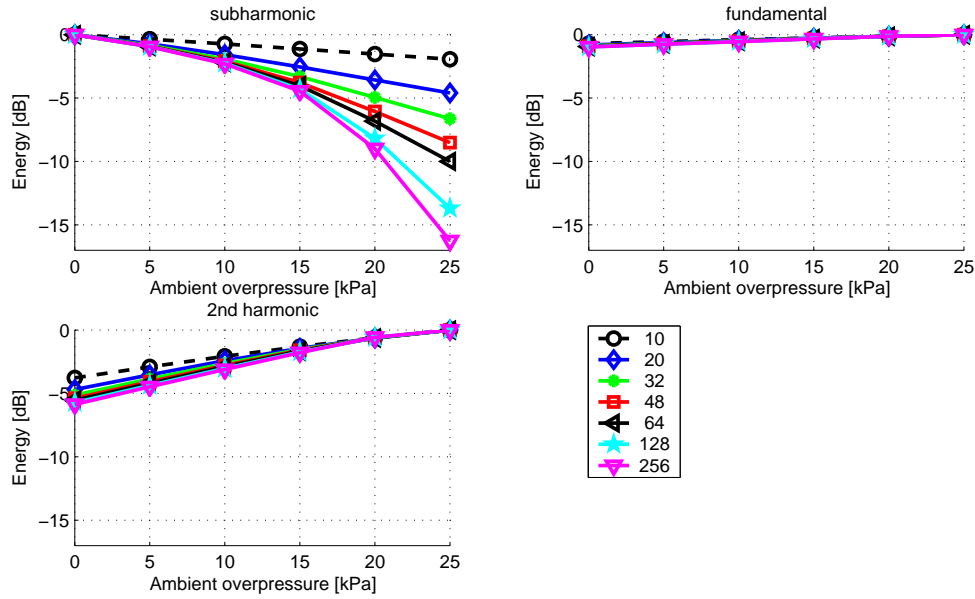 subharmonic
0
−5
−10
−15
Energy [dB]
0 5 10 15 20 25
Ambient overpressure [kPa]
fundamental
0
−5
−10
−15
Energy [dB]
0 5 10 15 20 25
Ambient overpressure [kPa]
2nd harmonic
0
−5
−10
−15
Energy [dB]
0 5 10 15 20 25
Ambient overpressure [kPa]
10
20
32
48
64
128
256